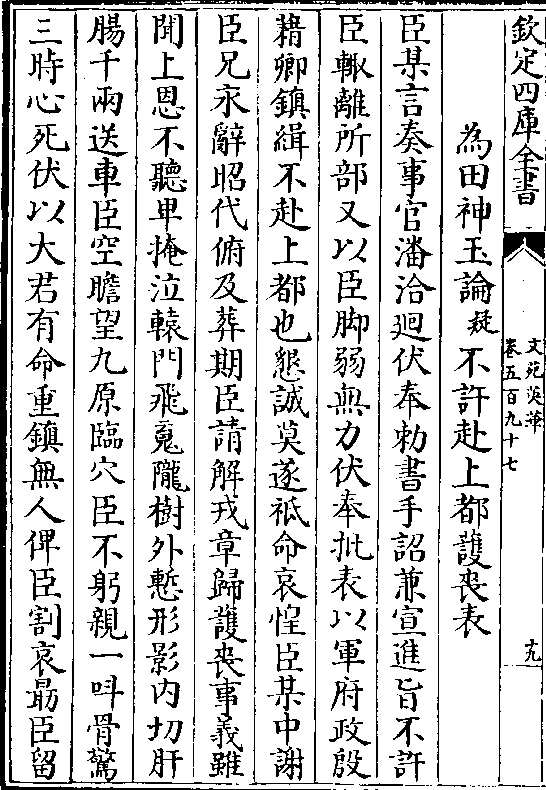 欽定四庫全書
文苑英華
卷五百九十七
十九
為田神玉論疑不許赴上都護喪表
臣某言奏事官潘洽廻伏奉勅書手詔兼宣進旨不許
臣輙離所部又以臣脚弱無力伏奉批表以軍府政殷
藉卿鎮緝不赴上都也懇誠莫遂祗命哀惶臣某中謝
臣兄永辭昭代俯及葬期臣請解戎章歸護喪事義雖
聞上恩不聽卑掩泣轅門飛䰟隴樹外慙形影内切肝
腸千兩送車臣空瞻望九原臨穴臣不躬親一呌骨驚
三時心死伏以大君有命重鎮無人俾臣割哀勗臣留